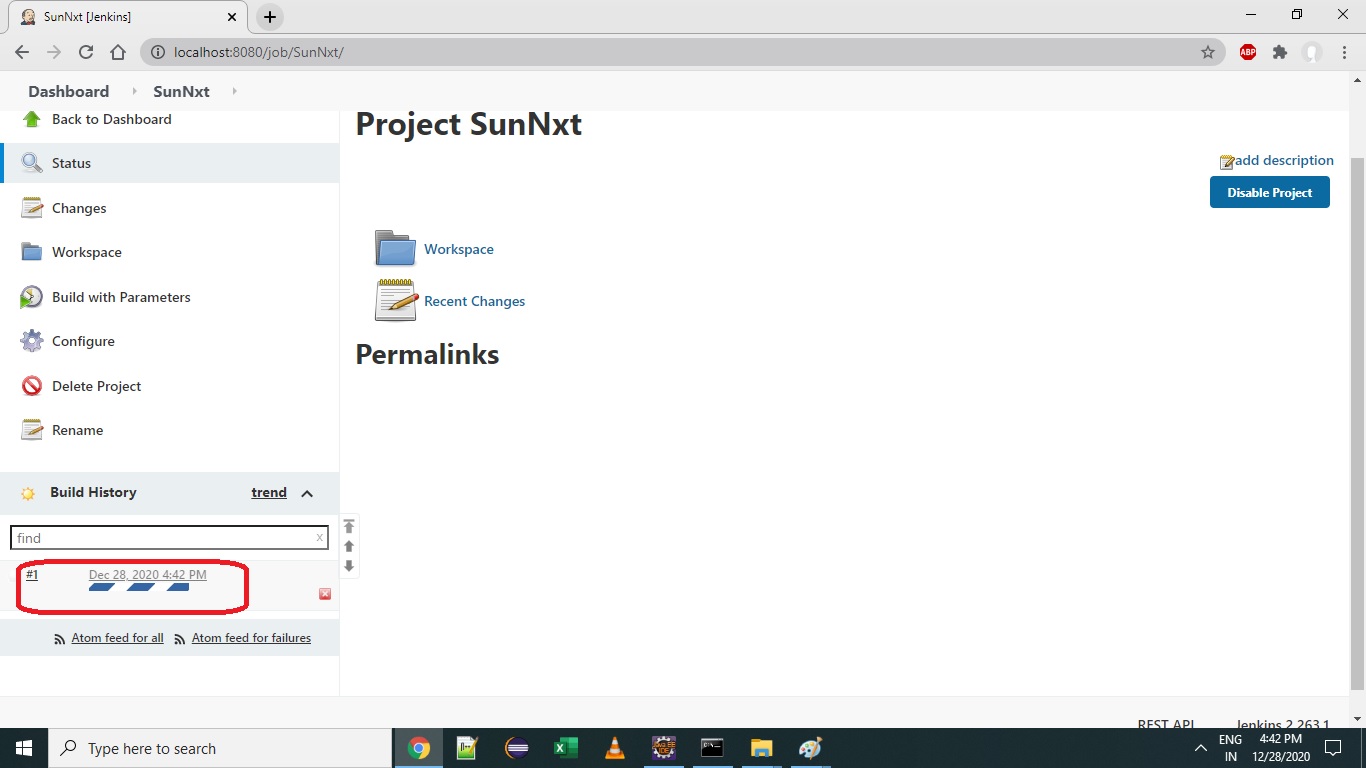 SunNxt [Jenkins]
localhost:8080/job/SunNxt/
ABP
Dashboard SunNxt
Back to Dashboard
Status
Changes
Workspace
Build with Parameters
Configure
Delete Project
Rename
Build History trend
find x
#1 Dec 28, 2020 4:42 PM
Atom feed for all Atom feed for failures
Project SunNxt
add description
Disable Project
Workspace
Recent Changes
Permalinks
REST API Jenkins 2.263.1
Type here to search
ENG
IN
4:42 PM
12/28/2020